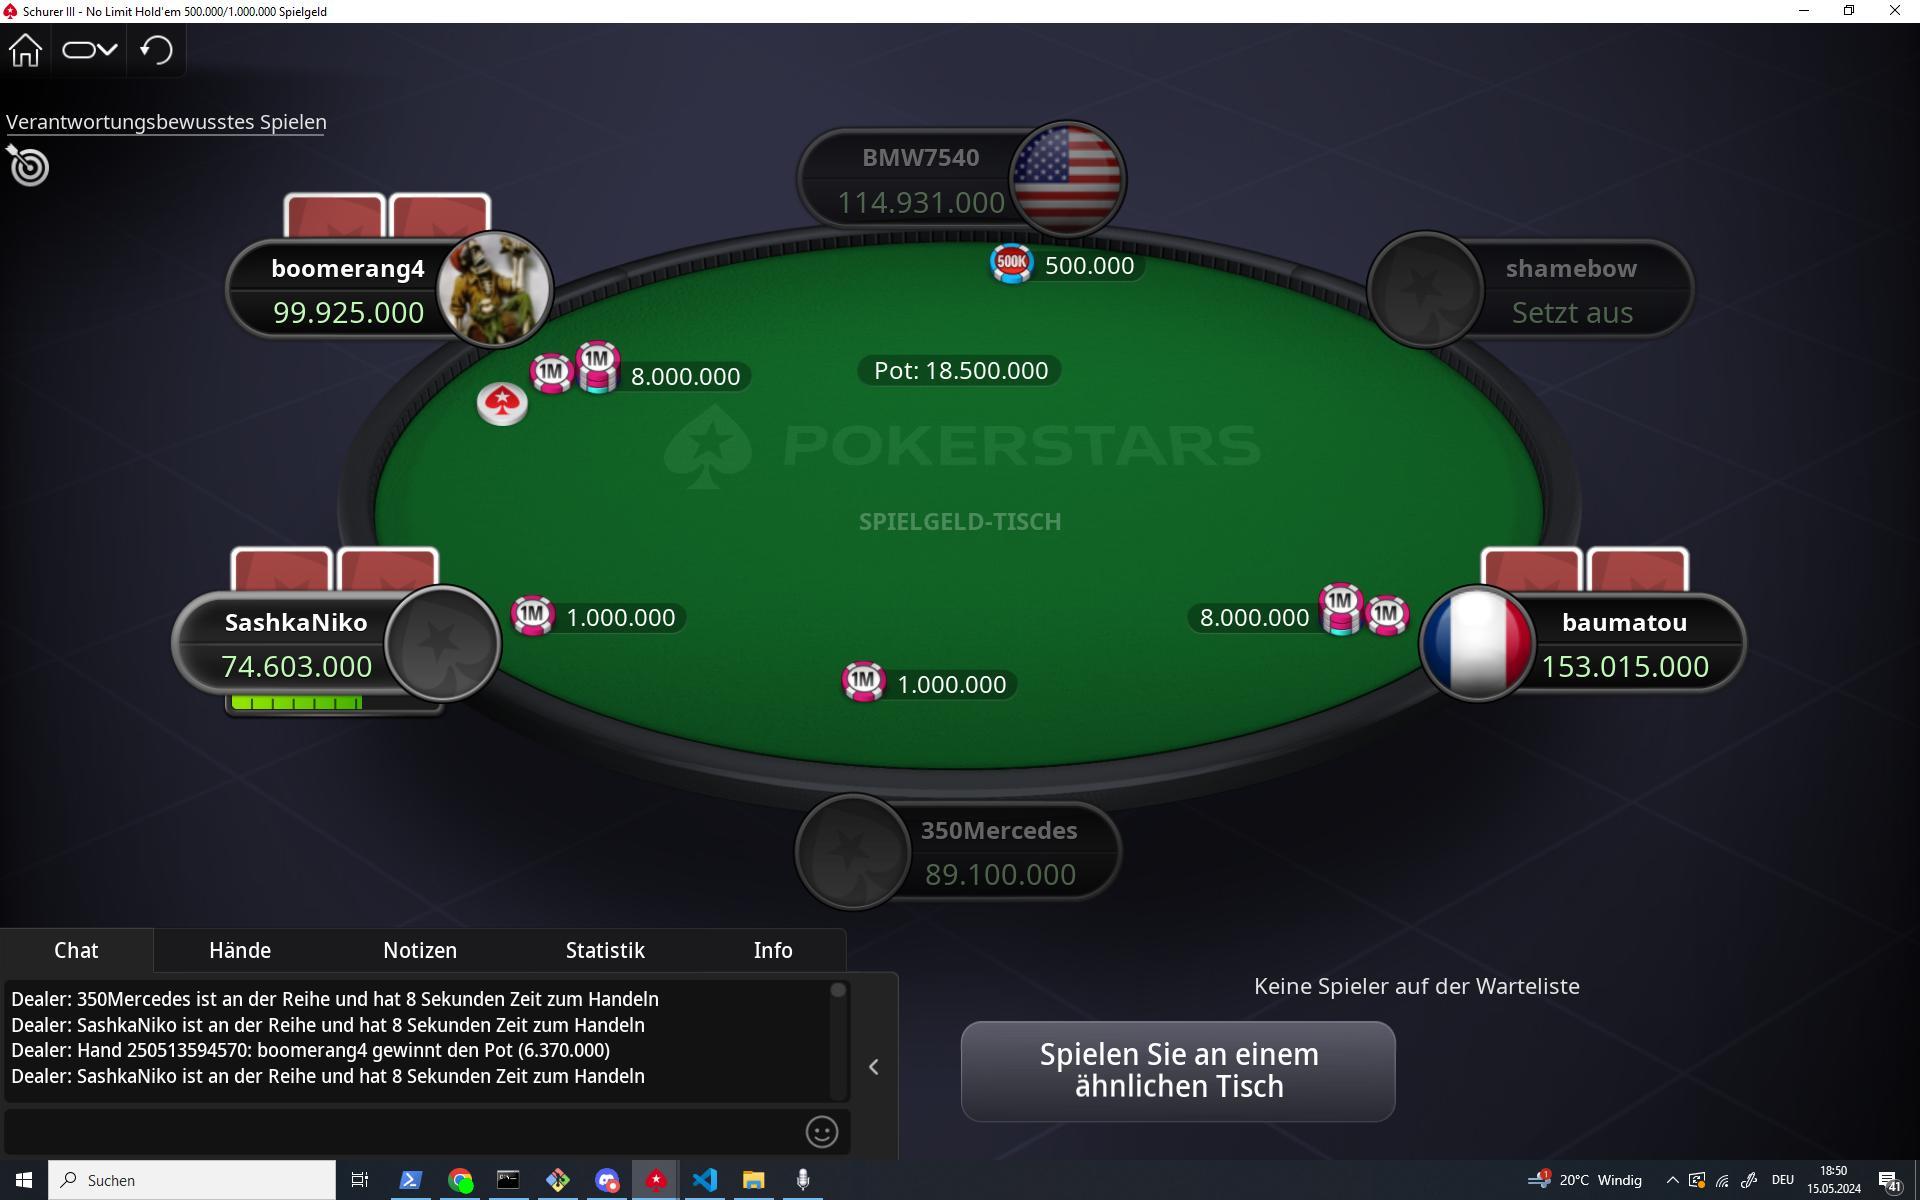 Schurer III - No Limit Hold'em 500.000/1.000.000 Spielgeld
Verantwortungsbewusstes Spielen
BMW7540
114.931.000
boomerang4
99.925.000
shamebow
Setzt aus
500K
500.000
1M
1M
8.000.000
Pot: 18.500.000
POKERSTARS
SPIELGELD-TISCH
SashkaNiko
74.603.000
1M
1.000.000
8.000.000
1M
1M
baumatou
153.015.000
1M
1.000.000
350Mercedes
89.100.000
Chat
Hände
Notizen
Statistik
Info
Dealer: 350Mercedes ist an der Reihe und hat 8 Sekunden Zeit zum Handeln
Dealer: SashkaNiko ist an der Reihe und hat 8 Sekunden Zeit zum Handeln
Dealer: Hand 250513594570: boomerang4 gewinnt den Pot (6.370.000)
Dealer: SashkaNiko ist an der Reihe und hat 8 Sekunden Zeit zum Handeln
Keine Spieler auf der Warteliste
Spielen Sie an einem
ähnlichen Tisch
Suchen
1
20°C Windig
DEU
18:50
15.05.2024
41